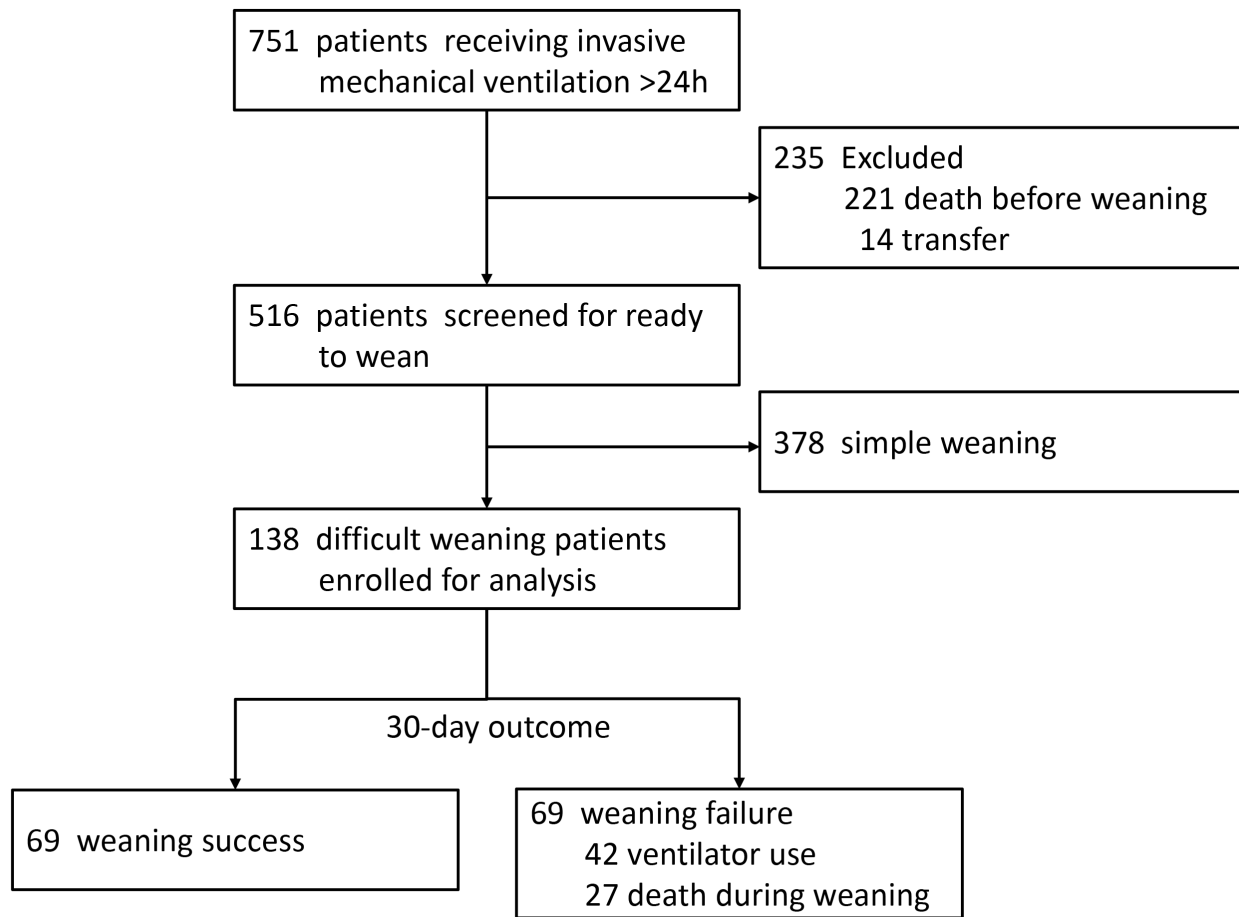 751 patients receiving invasive
mechanical ventilation >24h
235 Excluded
221 death before weaning
14 transfer
516 patients screened for ready
to wean
378 simple weaning
138 difficult weaning patients
enrolled for analysis
30-day outcome
69 weaning success
69 weaning failure
42 ventilator use
27 death during weaning